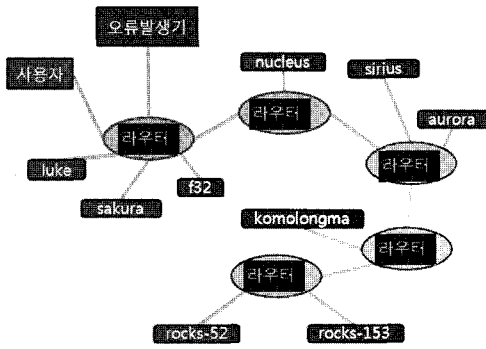 오류발생기
사용자
nucleus
sirius
라우터
aurora
라우터
라우터
luke
f32
sakura
komolongma
라우터
라우터
rocks-52
rocks-153